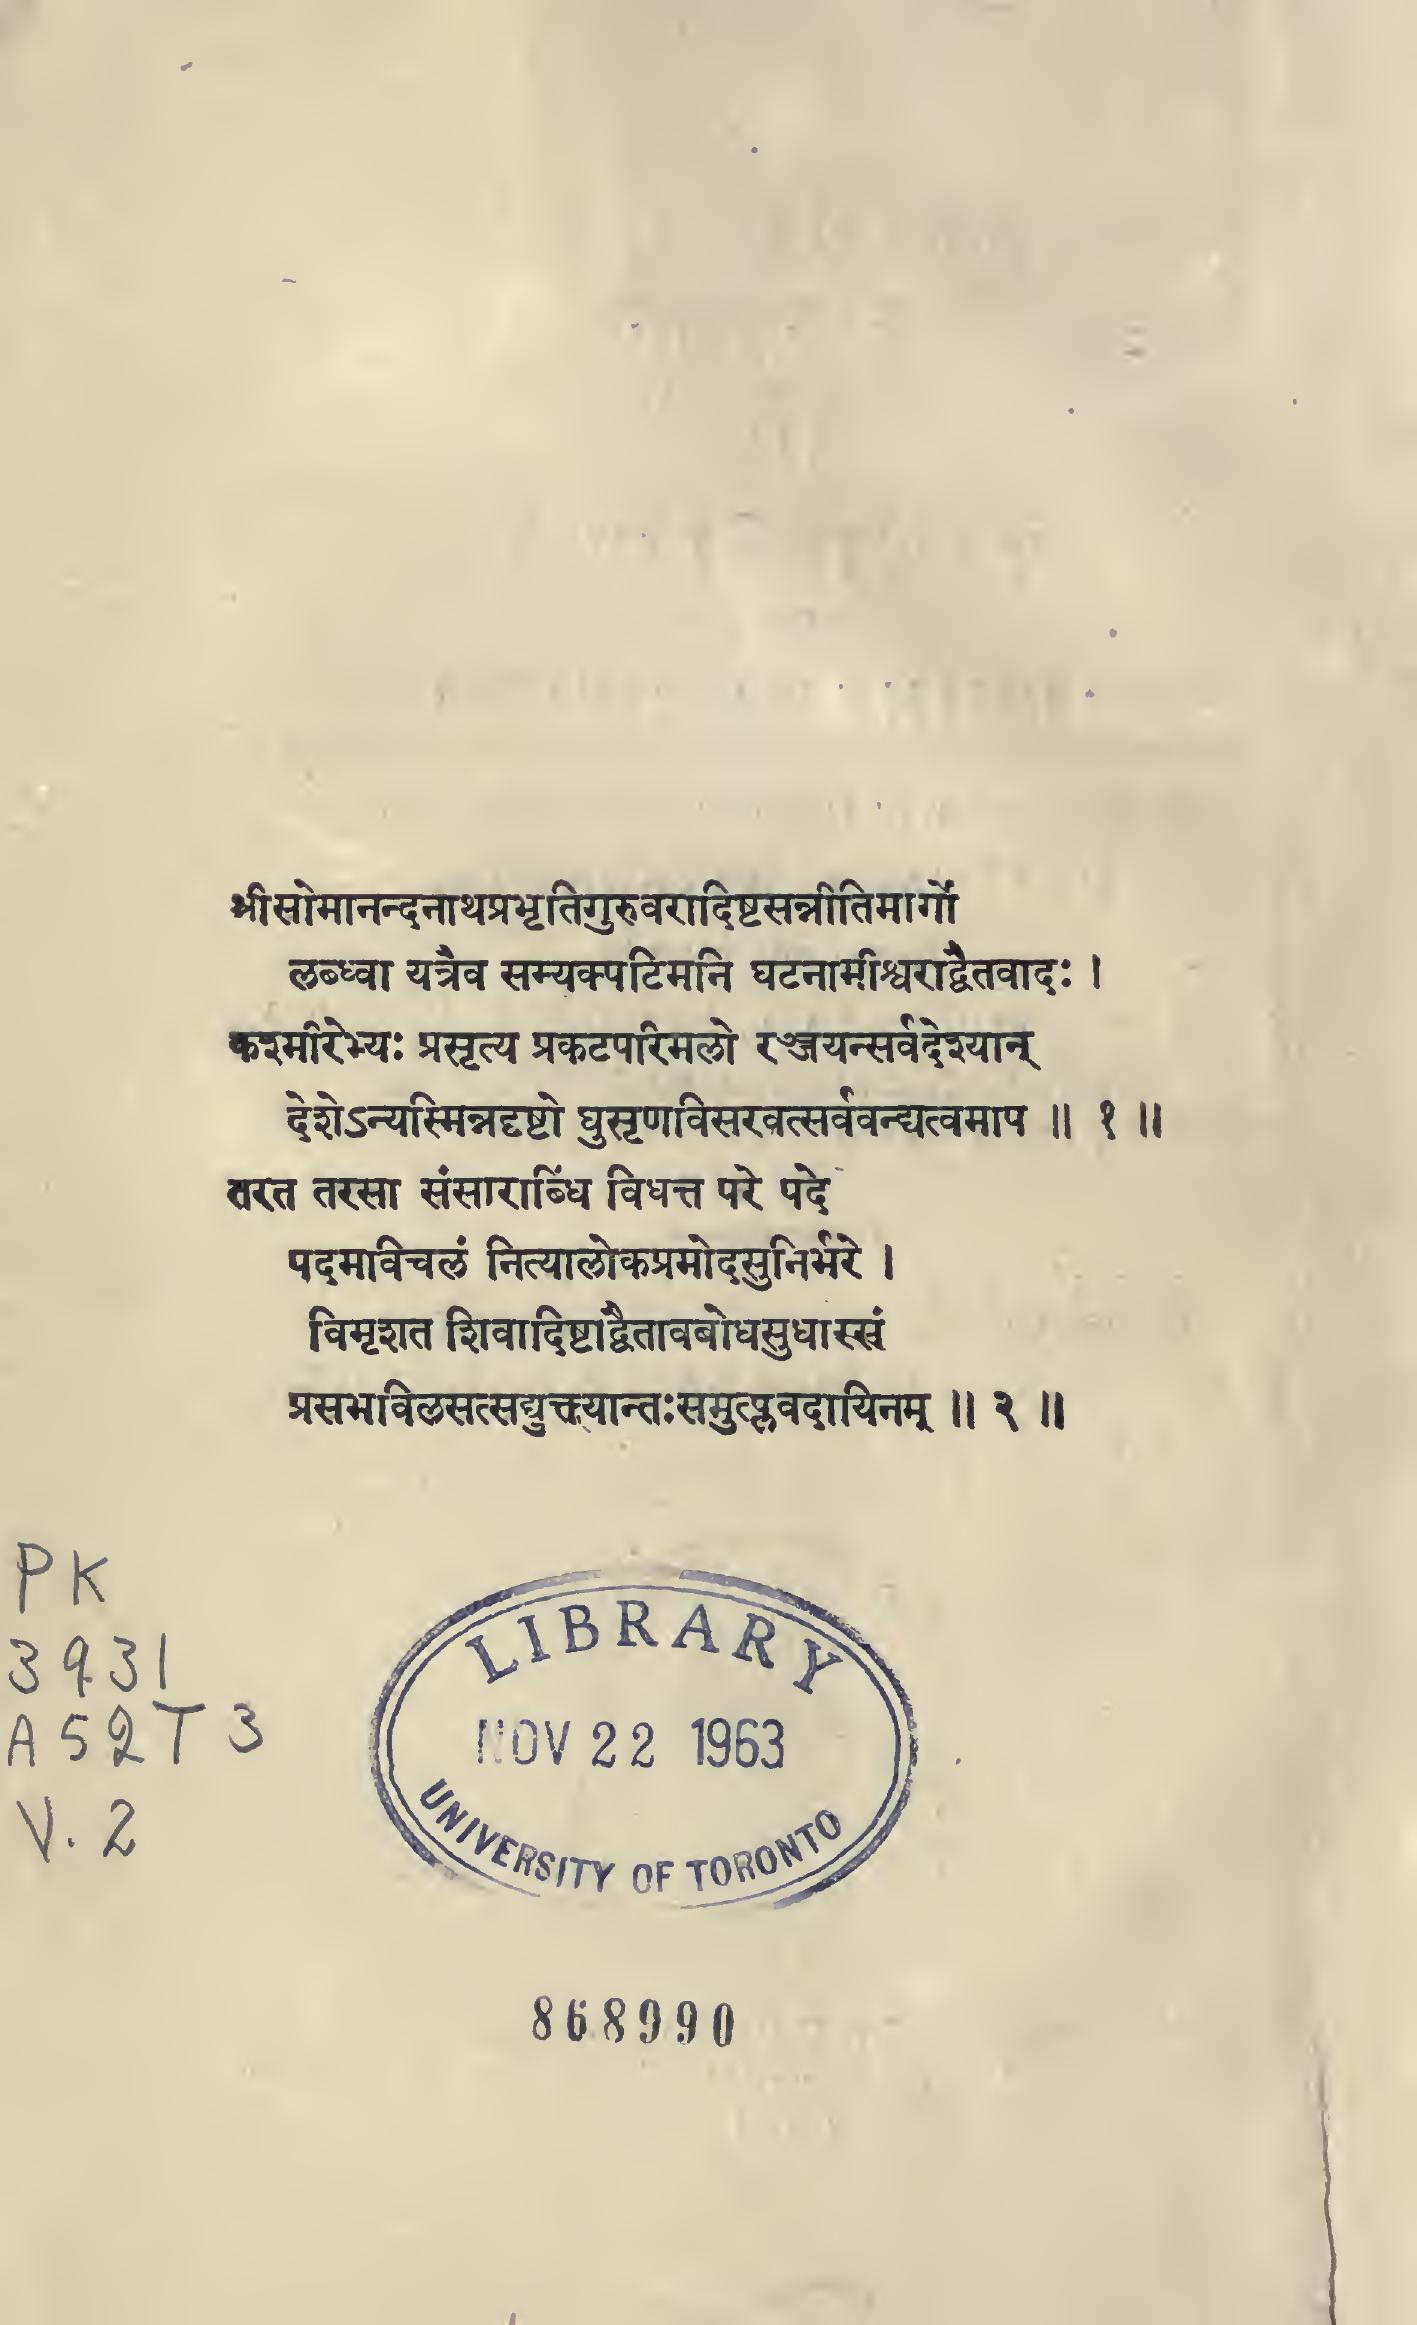 श्रीसोमानन्दनाथप्रभृतिगुरुवरादिष्टसन्नीतिमार्गो
लब्ध्वा यत्रैव सम्यक्पटिमनि घटनामीश्वराद्वैतवादः ।
कश्मीरेभ्यः प्रसृत्य प्रकटपरिमलो रञ्जयन्सर्वदेश्यान्
देशेऽन्यस्मिन्नदृष्टो घुसृणविसरवत्सर्ववन्द्यत्वमाप ॥ १ ॥
तरत तरसा संसाराब्धिं विधत्त परे पदे
पदमविचलं नित्यालोकप्रमोदसुनिर्भरे ।
विमृशत शिवादिष्टाद्वैतावबोधसुधारसं
प्रसभविलसत्सद्युक्त्यान्तःसमुत्प्लवदायिनम् ॥ २ ॥
PK
3931
A52T3
V.2
LIBRARY
NOV 22 1963
UNIVERSITY OF TORONTO
868990